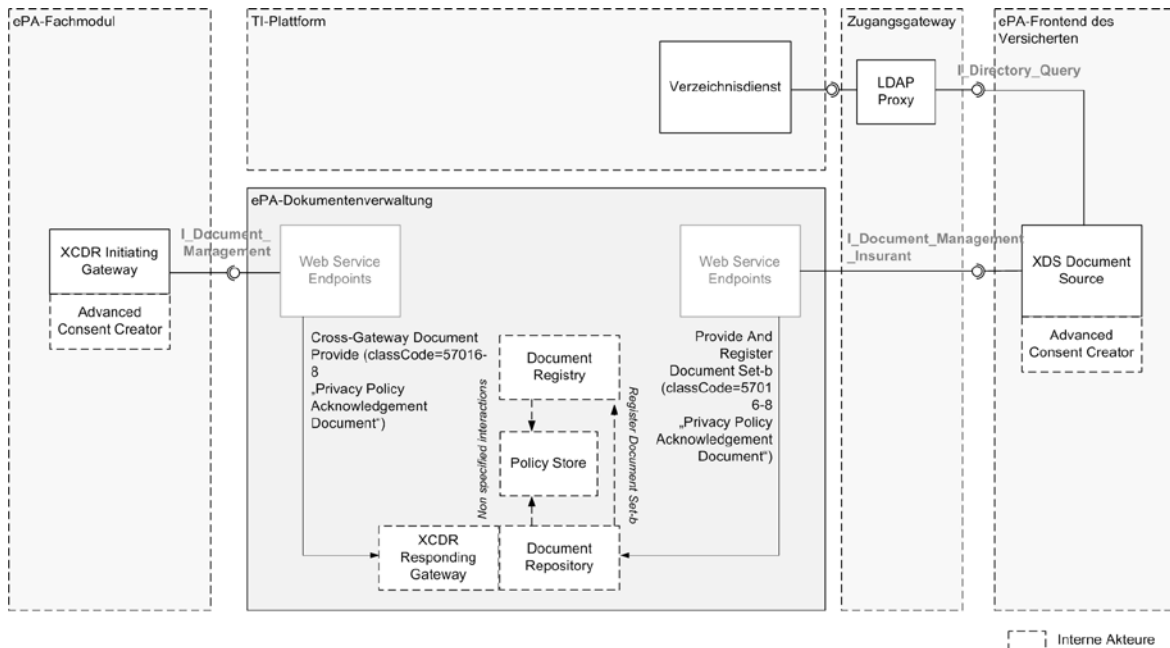 ePA-Fachmodul
TI-Plattform
Zugangsgateway
ePA-Frontend des
Versicherten
Verzeichnisdienst
LDAP
Proxy
I_Directory_Query
ePA-Dokumentenverwaltung
XCDR Initiating
Gateway
Advanced
Consent Creator
I_Document_
Management
Web Service
Endpoints
Web Service
Endpoints
I_Document_Management
_Insurant
XDS Document
Source
Advanced
Consent Creator
Cross-Gateway Document
Provide (classCode=57016-
8
„Privacy Policy
Acknowledgement
Document“)
Non specified interactions
Document
Registry
Policy Store
Register Document Set-b
Provide And
Register
Document Set-b
(classCode=5701
6-8
„Privacy Policy
Acknowledgement
Document“)
XCDR
Responding
Gateway
Document
Repository
Interne Akteure